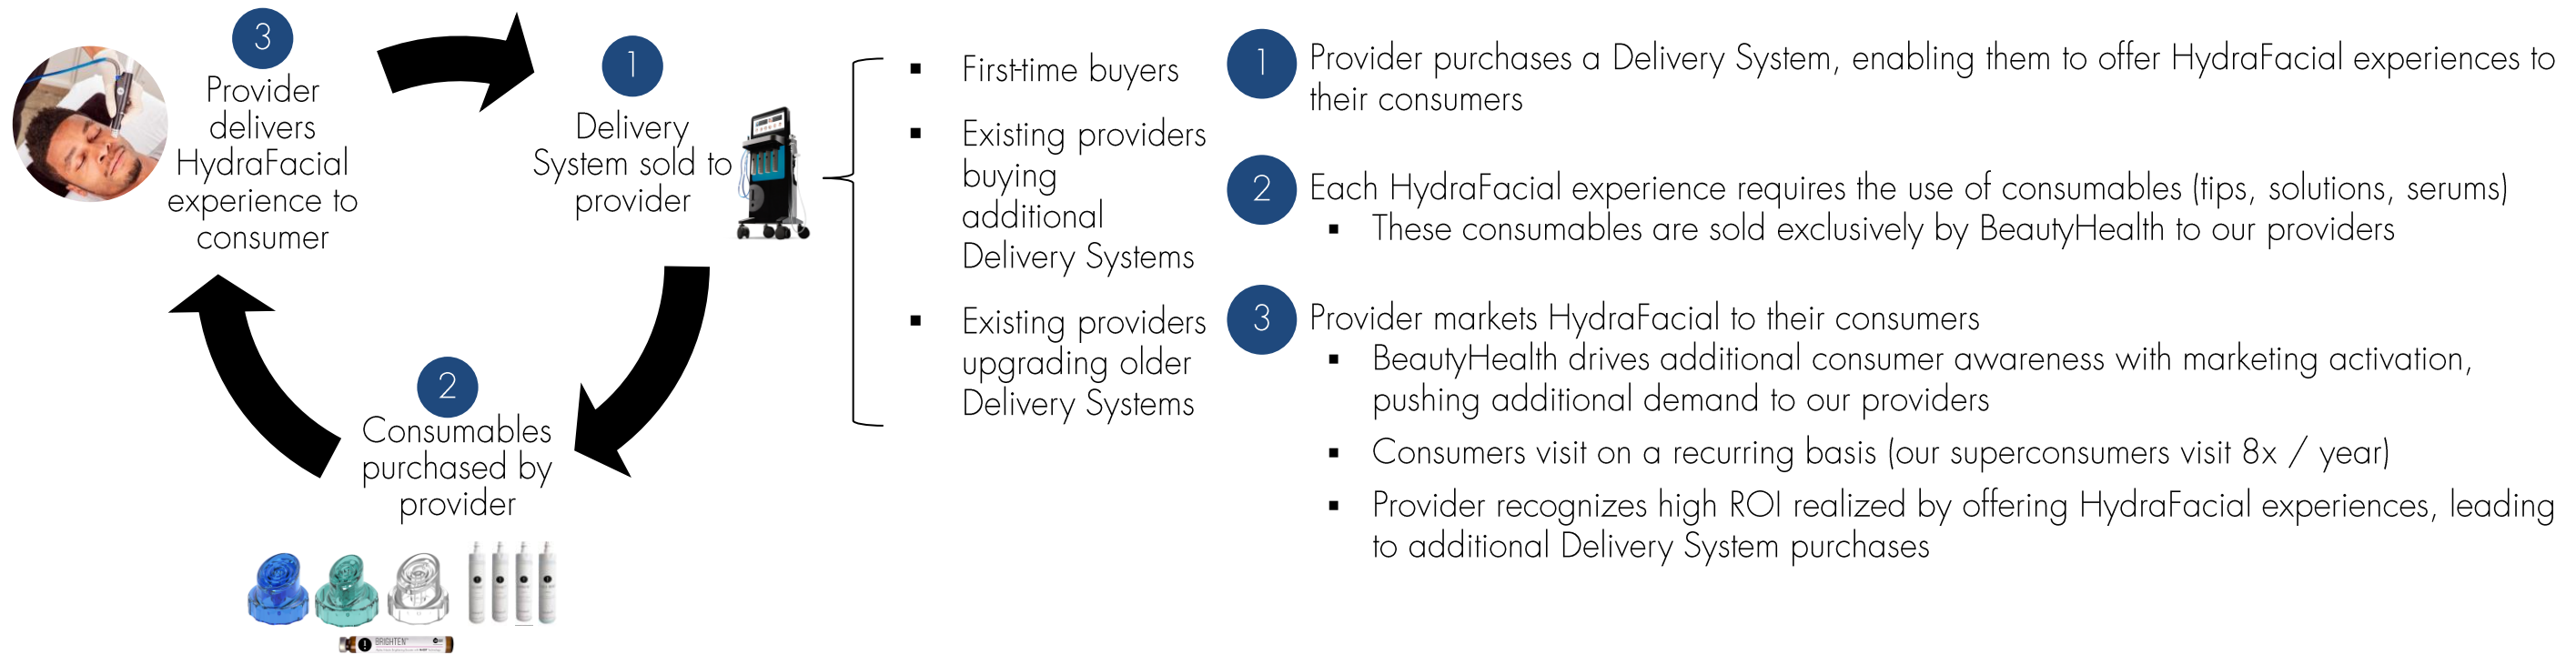 3
Provider
delivers
HydraFacial
experience to
consumer
1
Delivery
System sold to
provider
2
Consumables
purchased by
provider
BRIGHTEN
▪ First-time buyers
▪ Existing providers
buying
additional
Delivery Systems
▪ Existing providers
upgrading older
Delivery Systems
1 Provider purchases a Delivery System, enabling them to offer HydraFacial experiences to
their consumers
2 Each HydraFacial experience requires the use of consumables (tips, solutions, serums)
▪ These consumables are sold exclusively by BeautyHealth to our providers
3 Provider markets HydraFacial to their consumers
▪ BeautyHealth drives additional consumer awareness with marketing activation,
pushing additional demand to our providers
▪ Consumers visit on a recurring basis (our superconsumers visit 8x / year)
▪ Provider recognizes high ROI realized by offering HydraFacial experiences, leading
to additional Delivery System purchases